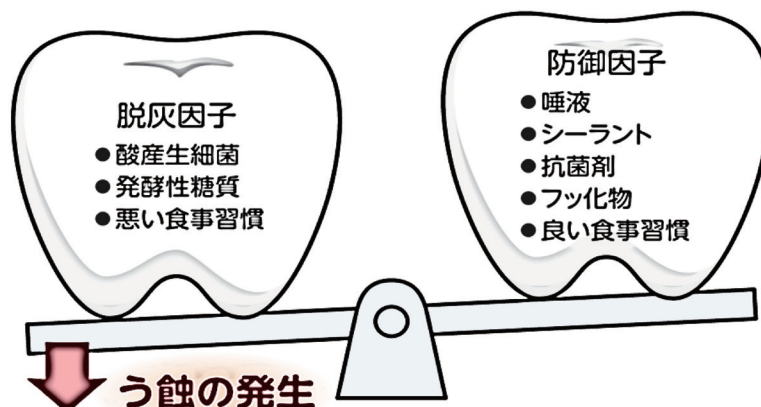 脱灰因子
●酸産生細菌
●発酵性糖質
●悪い食事習慣
防御因子
●唾液
●シーラント
●抗菌剤
●フッ化物
●良い食事習慣
う蝕の発生